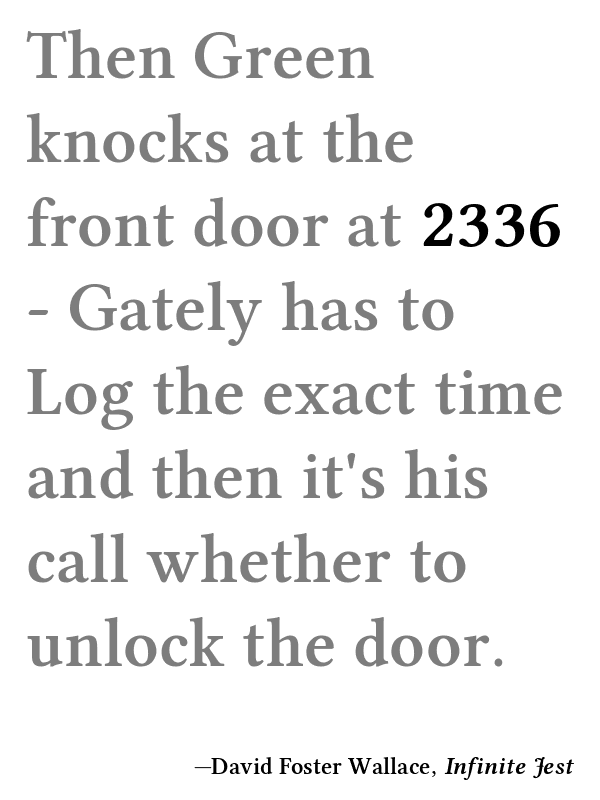 Then Green
knocks at the
front door at 2336
- Gately has to
Log the exact time
and then it's his
call whether to
unlock the door.
—David Foster Wallace, Infinite Jest